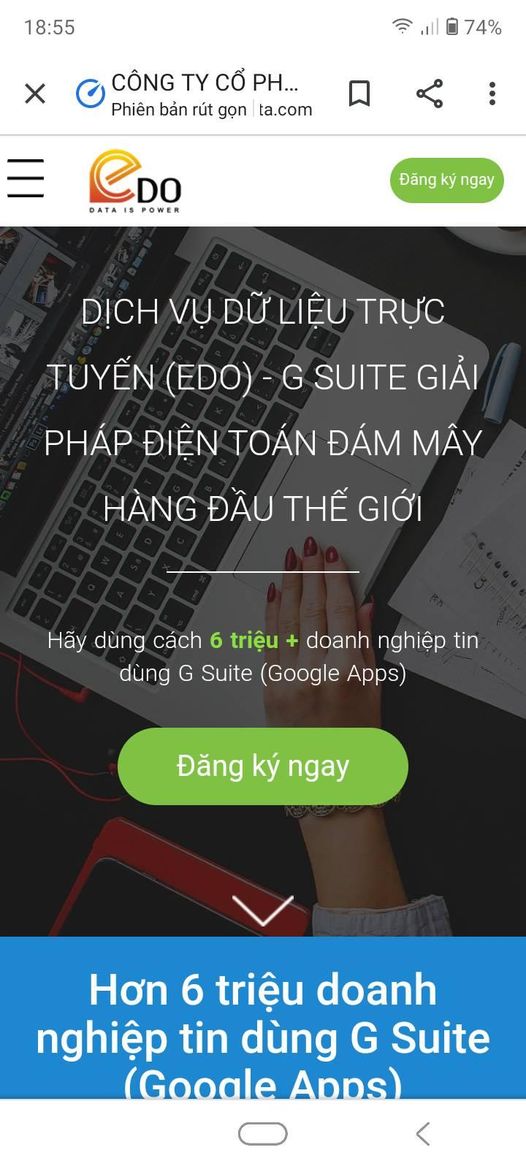 18:55
74%
CÔNG TY CỔ PH...
Phiên bản rút gọn ta.com
eDO
DATA IS POWER
Đăng ký ngay
DỊCH VỤ DỮ LIỆU TRỰC
TUYẾN (EDO) - G SUITE GIẢI
PHÁP ĐIỆN TOÁN ĐÁM MÂY
HÀNG ĐẦU THẾ GIỚI
Hẫy dùng cách 6 triệu + doanh nghiệp tin
dùng G Suite (Google Apps)
Đăng ký ngay
Hơn 6 triệu doanh
nghiệp tin dùng G Suite
(Google Apps)